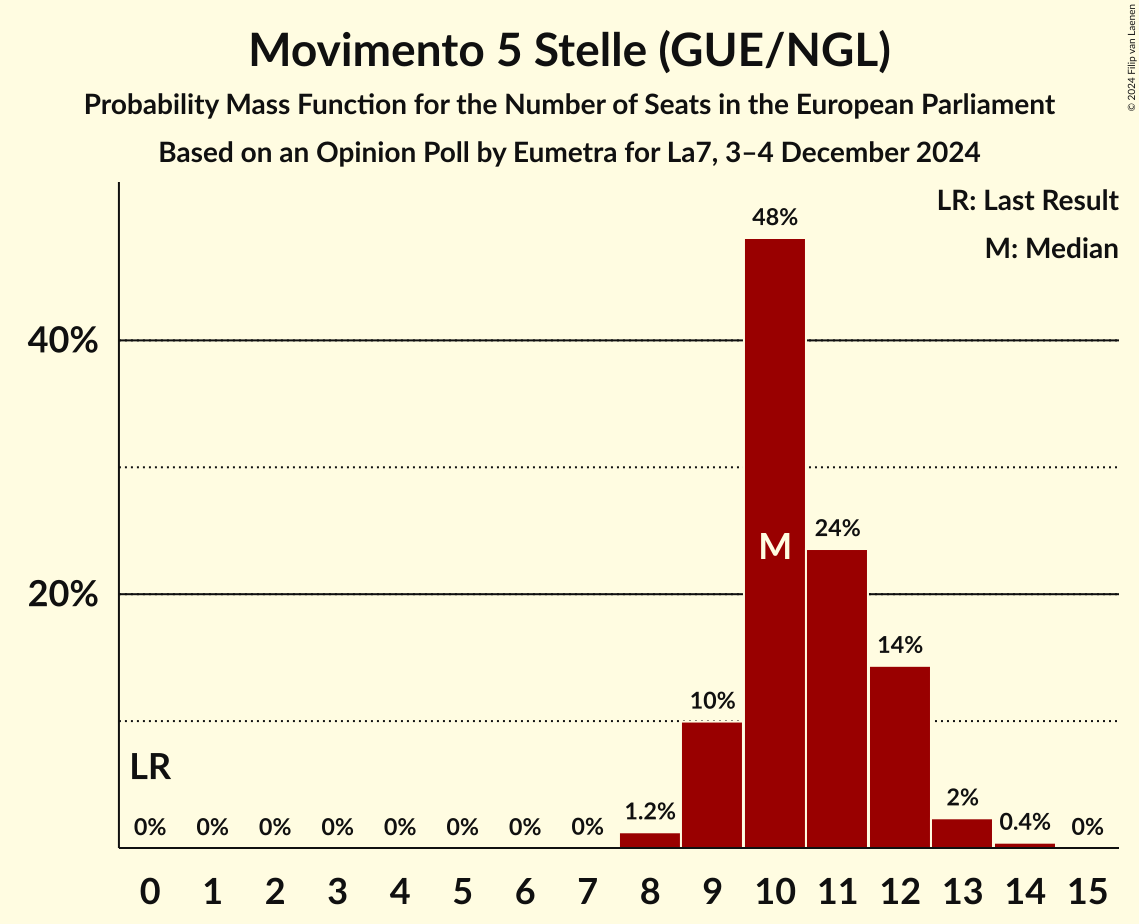 Movimento 5 Stelle (GUE/NGL)
Probability Mass Function for the Number of Seats in the European Parliament
Based on an Opinion Poll by Eumetra for La7, 3–4 December 2024
© 2024 Filip van Laenen
LR: Last Result
M: Median
48%
40%
24%
M
20%
14%
10%
LR
0% 0% 0% 0% 0% 0% 0% 0% 1.2% 2% 0.4% 0%
0 1 2 3 4 5 6 7 8 9 10 11 12 13 14 15